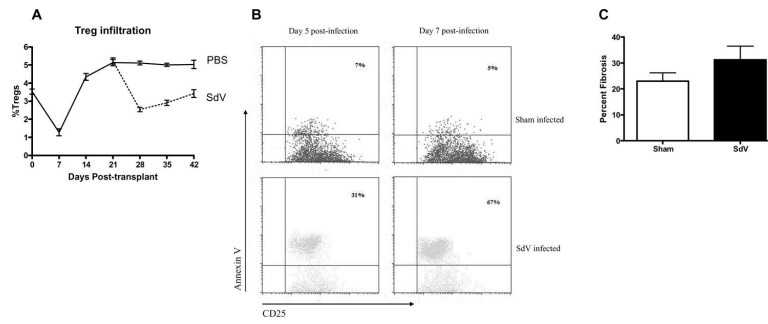 A
Treg infiltration
%Tregs
6
5
4
3
2
1
0
0 7 14 21 28 35 42
Days Post-transplant
PBS
SdV
B
Day 5 post-infection
Day 7 post-infection
7%
5%
Sham infected
31%
67%
SdV infected
Annexin V
CD25
C
Percent Fibrosis
40
30
20
10
0
Sham
SdV